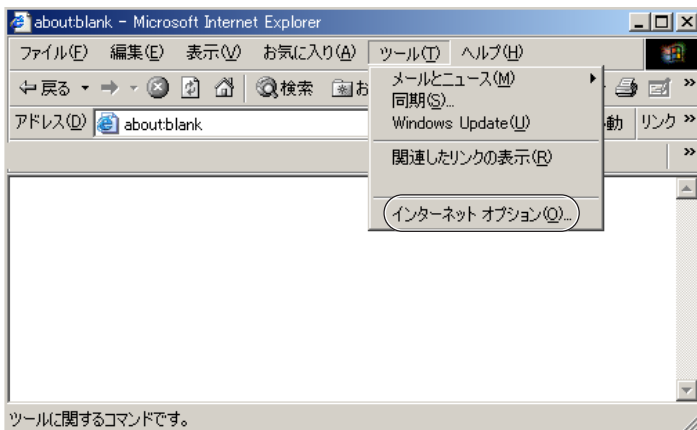 about:blank - Microsoft Internet Explorer
ファイル(F) 編集(E) 表示(V) お気に入り(A) ツール(T) ヘルプ(H)
戻る 検索 お
メールとニュース(M)
同期(S)...
Windows Update(U)
関連したリンクの表示(R)
インターネット オプション(O)...
アドレス(D) about:blank 動 リンク »
ツールに関するコマンドです。